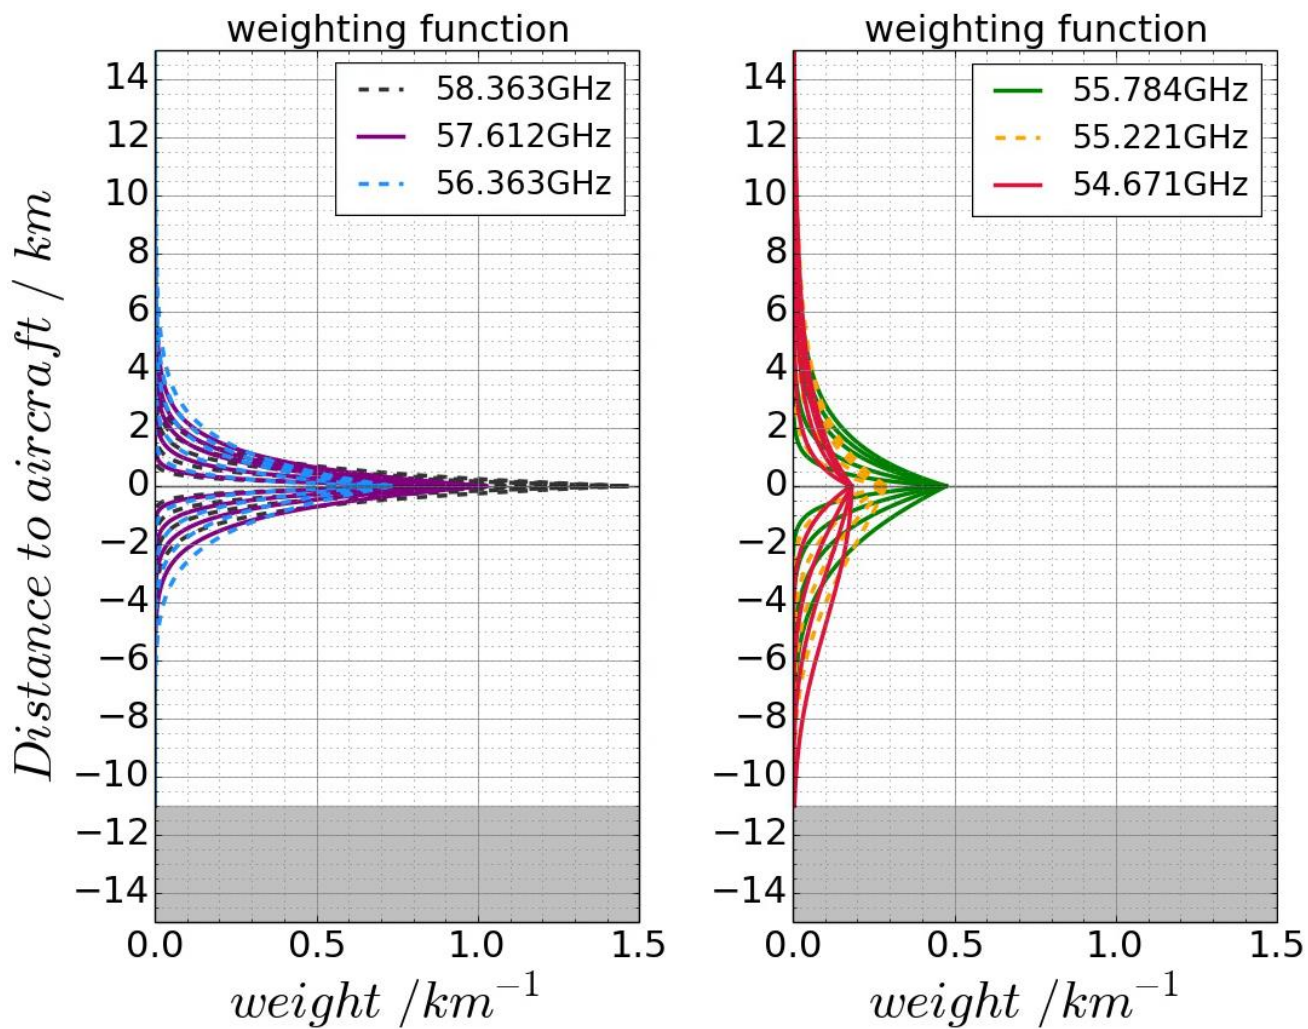 weighting function
58.363GHz
57.612GHz
56.363GHz
14
12
10
8
6
4
2
0
−2
−4
−6
−8
−10
−12
−14
0.0 0.5 1.0 1.5
Distance to aircraft / km
weight /km⁻¹
weighting function
55.784GHz
55.221GHz
54.671GHz
14
12
10
8
6
4
2
0
−2
−4
−6
−8
−10
−12
−14
0.0 0.5 1.0 1.5
weight /km⁻¹